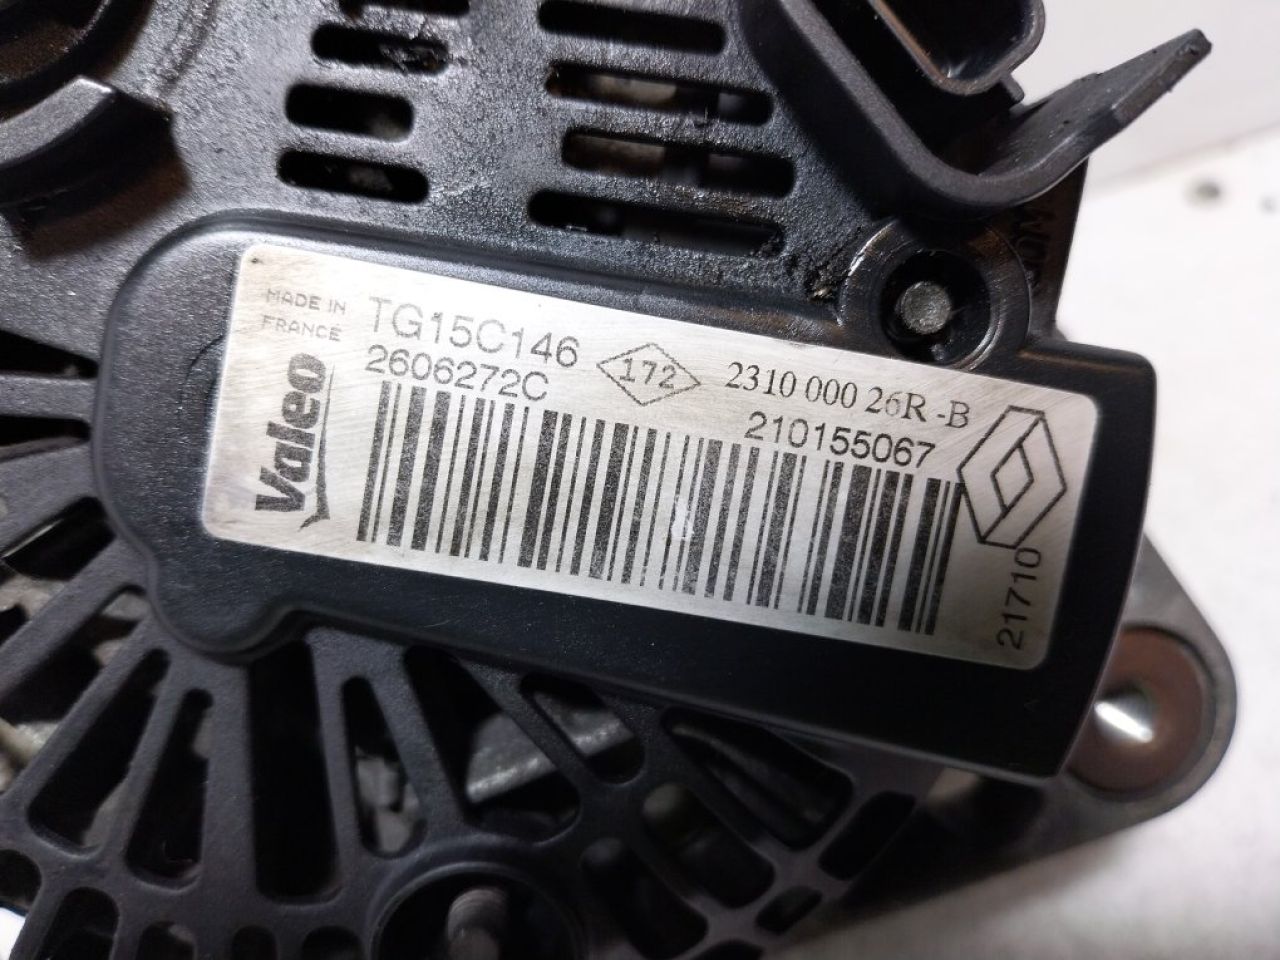 MADE IN
FRANCE
TG15C146
2606272C
172
2310 000 26R -B
210155067
Valeo
21710